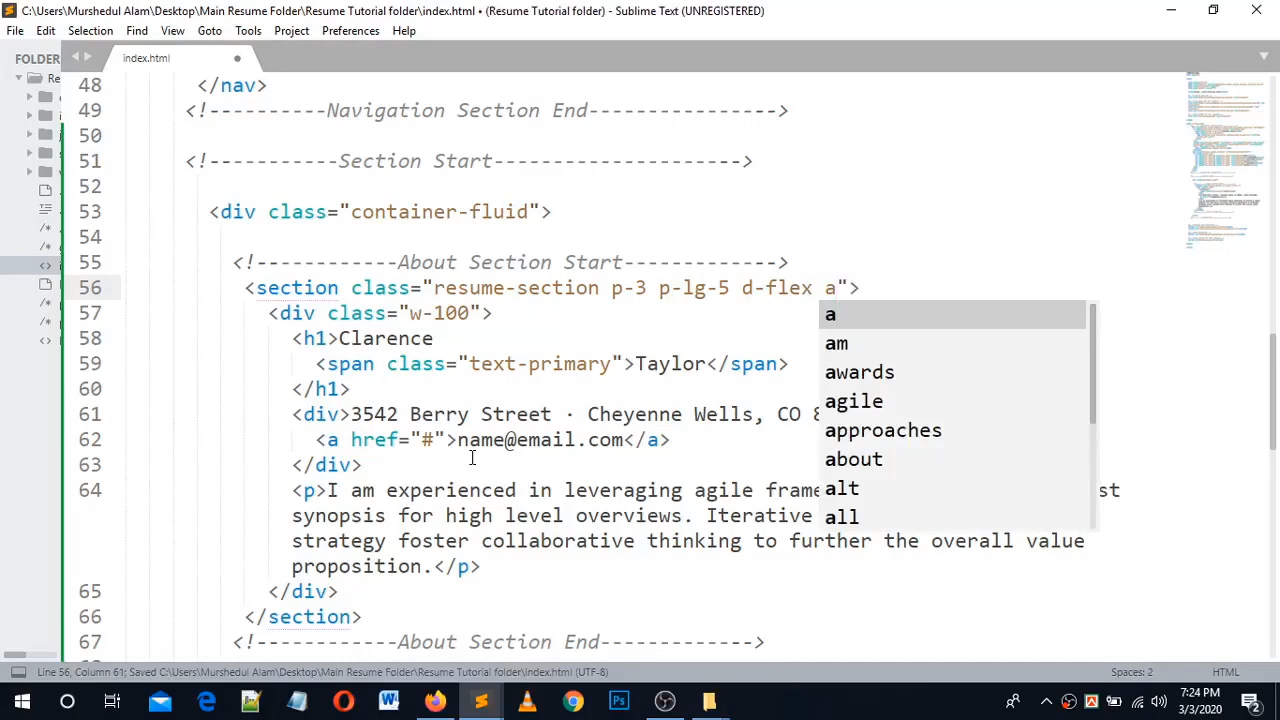 C:\Users\Murshedul Alam\Desktop\Main Resume Folder\Resume Tutorial folder\index.html • (Resume Tutorial folder) - Sublime Text (UNREGISTERED)
File Edit Selection Find View Goto Tools Project Preferences Help
FOLDER
index.html
Re
48 </nav>
49 <!----------Navigation Section End---------------->
50
51 <!-----------Section Start--------------------->
52
53 <div class="container-fluid">
54
55 <!------------About Section Start------------->
56 <section class="resume-section p-3 p-lg-5 d-flex a">
57 <div class="w-100">
58 <h1>Clarence
59 <span class="text-primary">Taylor</span>
60 </h1>
61 <div>3542 Berry Street · Cheyenne Wells, CO 8
62 <a href="#">name@email.com</a>
63 </div>
64 <p>I am experienced in leveraging agile frame
synopsis for high level overviews. Iterative
strategy foster collaborative thinking to further the overall value
proposition.</p>
65 </div>
66 </section>
67 <!------------About Section End------------->
a
am
awards
agile
approaches
about
alt
all
Line 56, Column 61; Saved C:\Users\Murshedul Alam\Desktop\Main Resume Folder\Resume Tutorial folder\index.html (UTF-8)
Spaces: 2
HTML
7:24 PM
3/3/2020
2